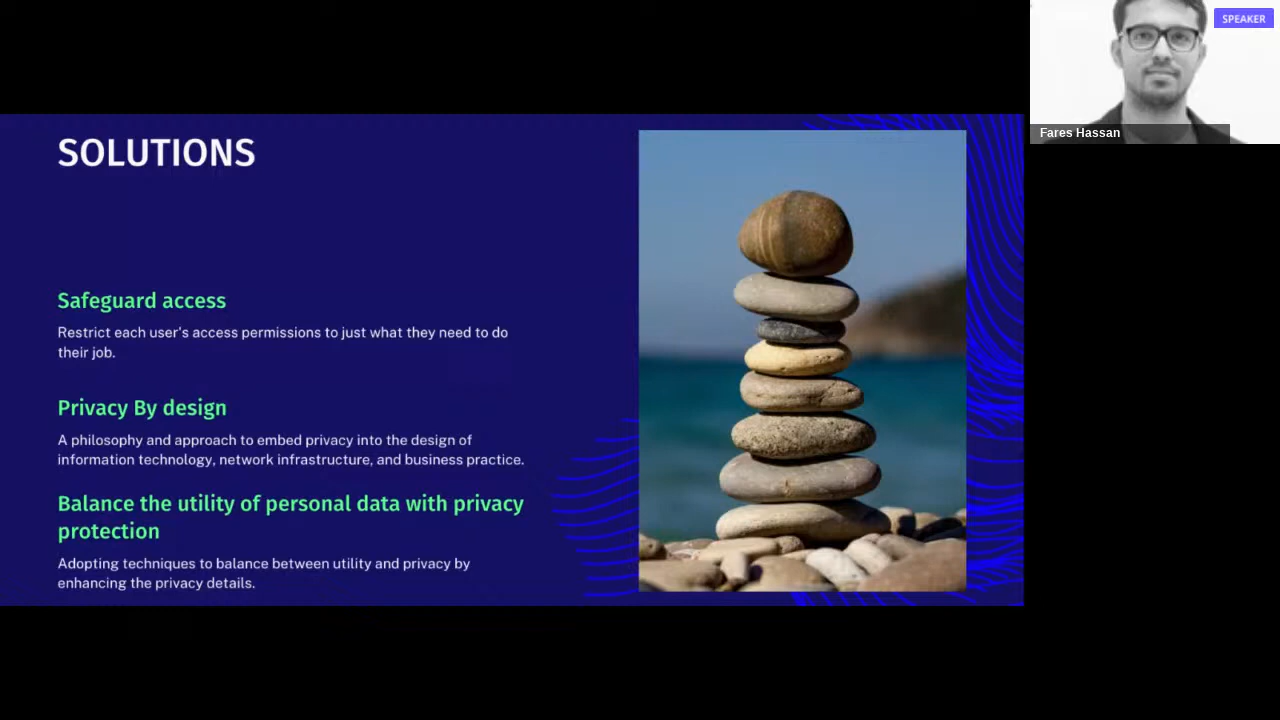 SPEAKER
Fares Hassan
SOLUTIONS
Safeguard access
Restrict each user's access permissions to just what they need to do
their job.
Privacy By design
A philosophy and approach to embed privacy into the design of
information technology, network infrastructure, and business practice.
Balance the utility of personal data with privacy
protection
Adopting techniques to balance between utility and privacy by
enhancing the privacy details.